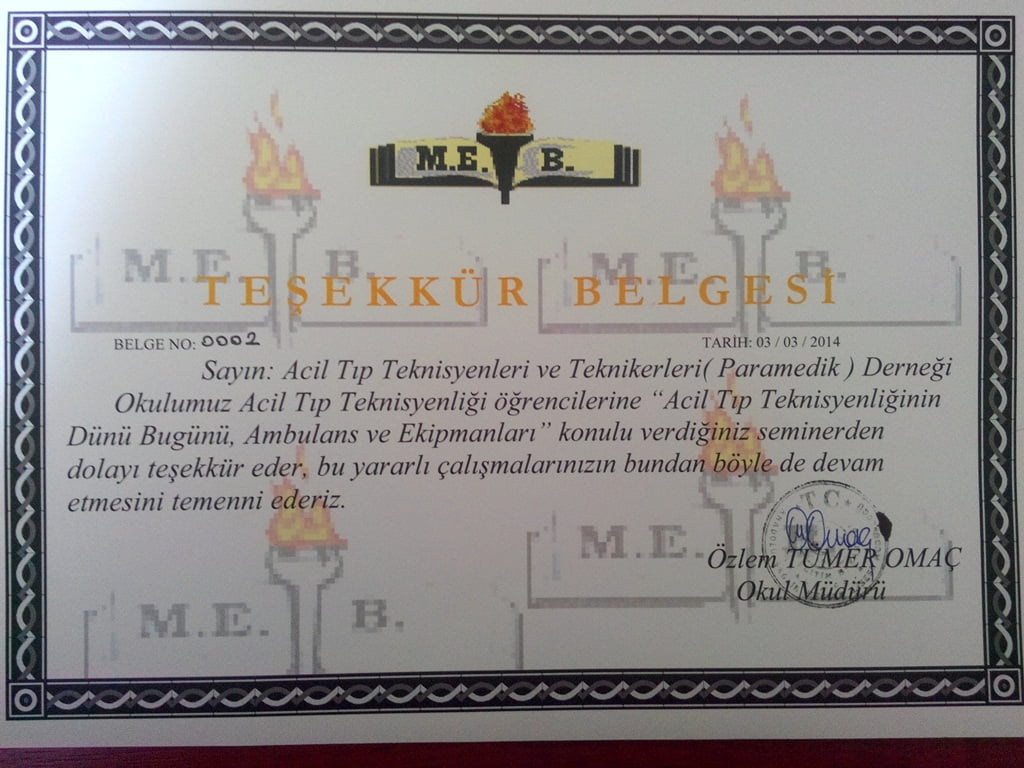 M.E. B.
M.E. B.
M.E. B.
TEŞEKKÜR BELGESİ
BELGE NO: 0002
TARİH: 03 / 03 / 2014
Sayın: Acil Tıp Teknisyenleri ve Teknikerleri( Paramedik ) Derneği
Okulumuz Acil Tıp Teknisyenliği öğrencilerine “Acil Tıp Teknisyenliğinin
Dünü Bugünü, Ambulans ve Ekipmanları” konulu verdiğiniz seminerden
dolayı teşekkür eder, bu yararlı çalışmalarınızın bundan böyle de devam
etmesini temenni ederiz.
T C
M.E.
Özlem TÜMER OMAÇ
Okul Müdürü
M.E. B.